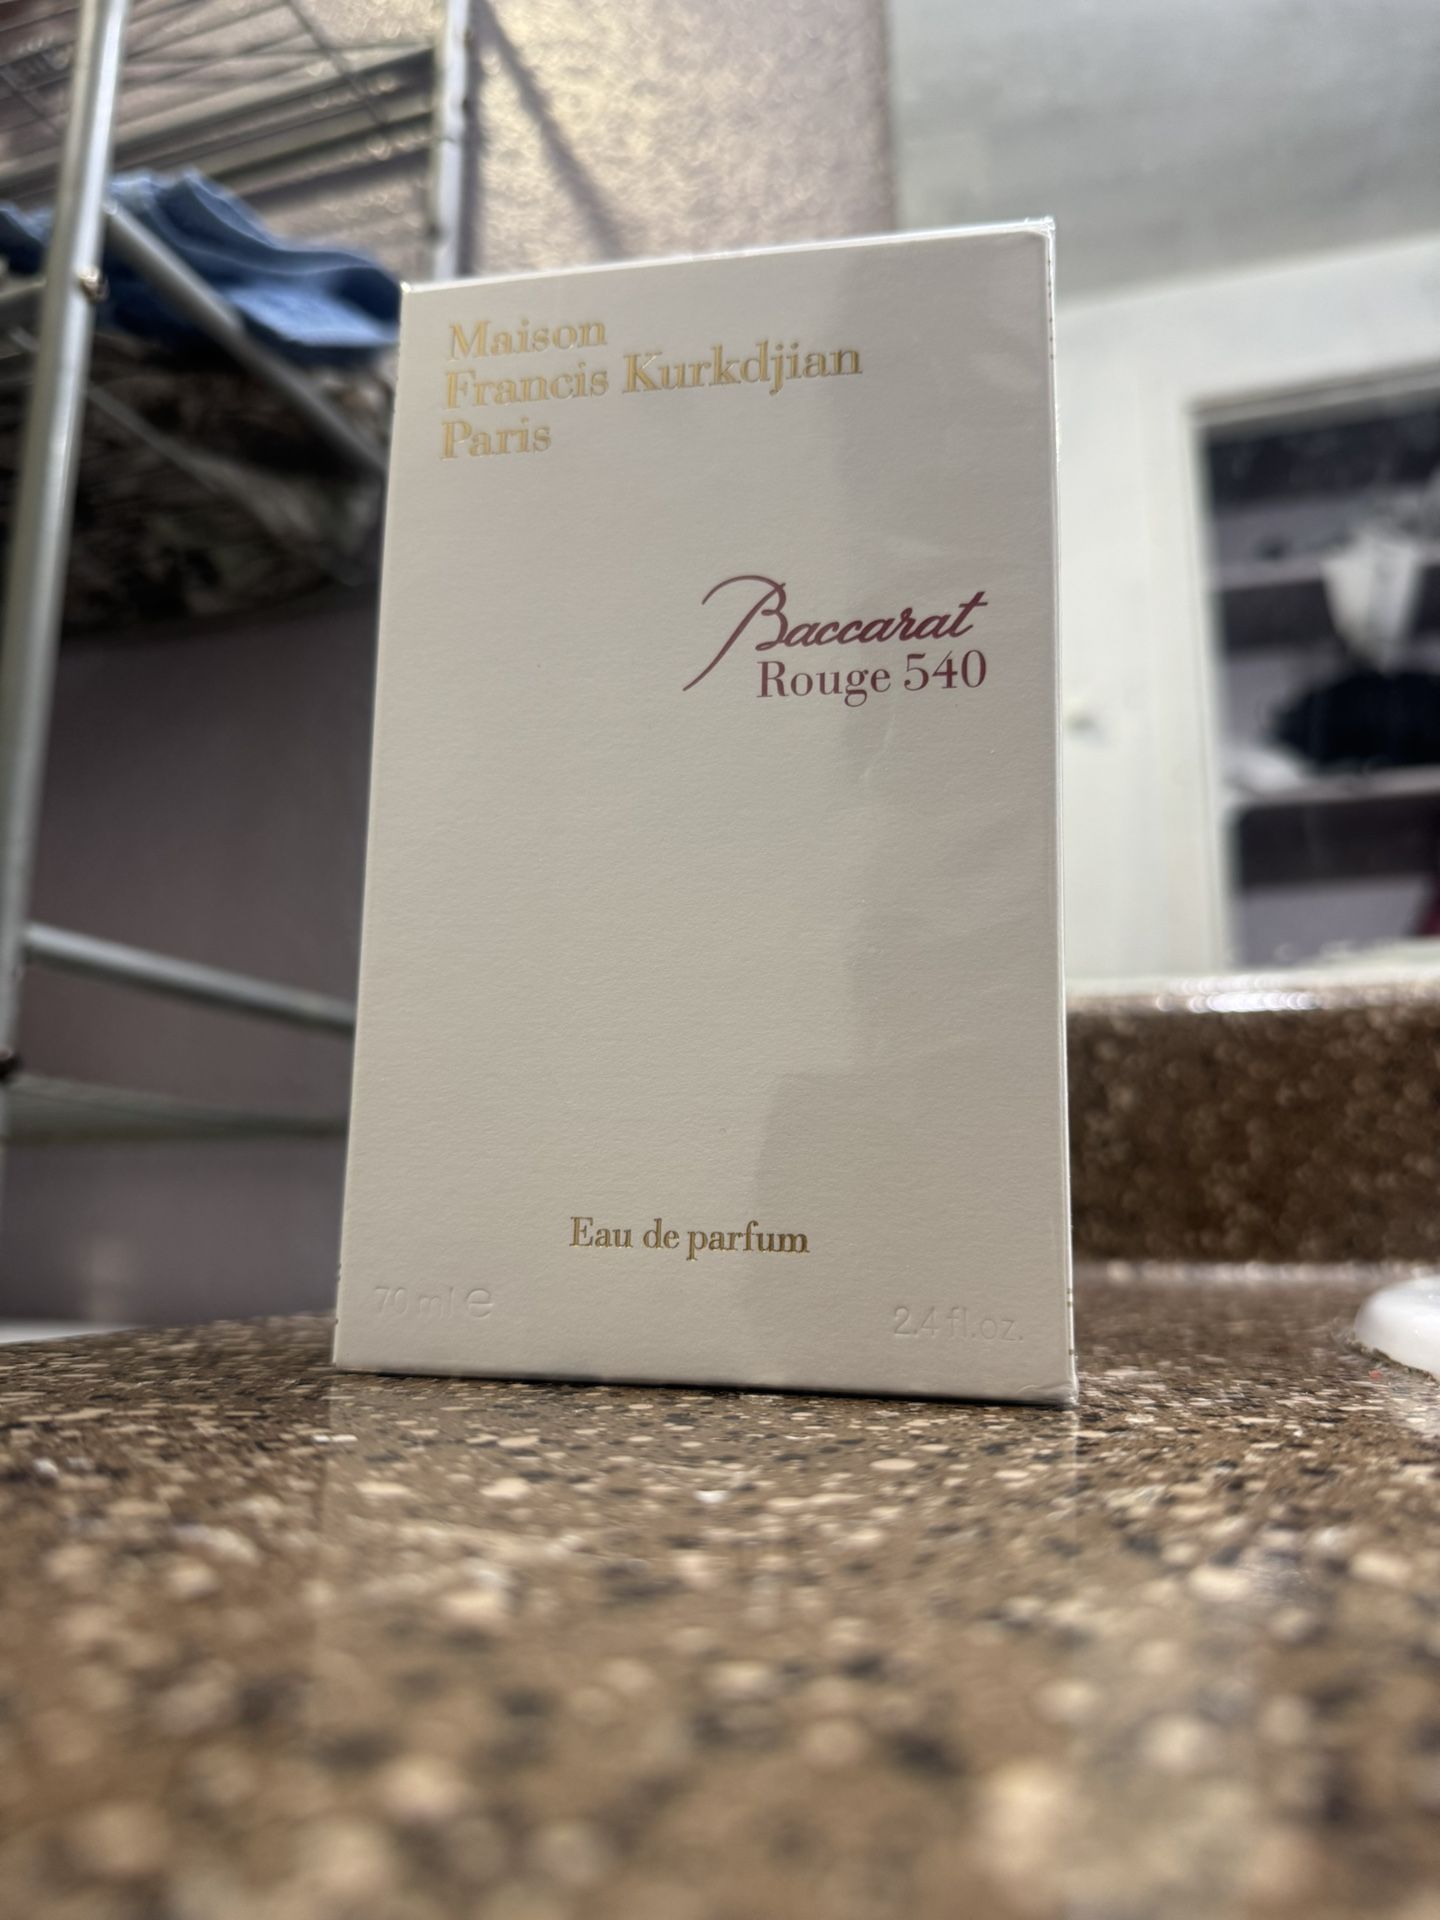 Maison
Francis Kurkdjian
Paris
Baccarat
Rouge 540
Eau de parfum
70 ml ℮
2.4 fl.oz.